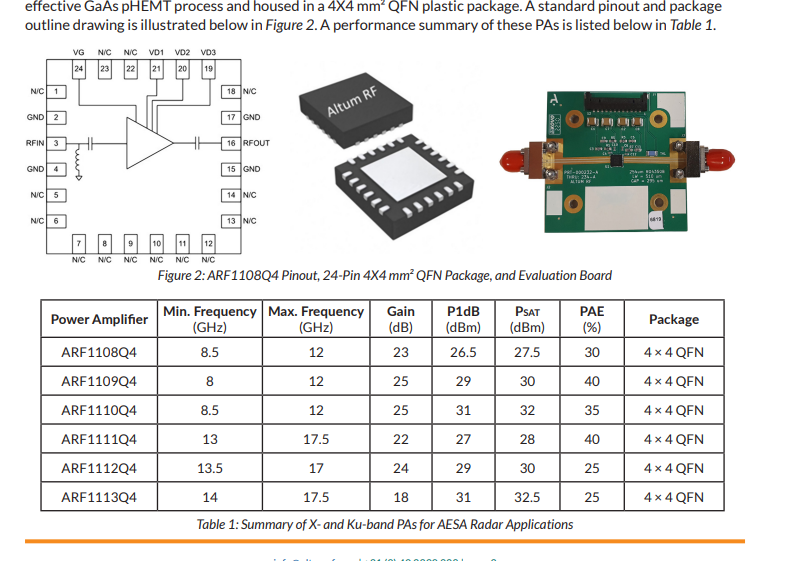 effective GaAs pHEMT process and housed in a 4X4 mm² QFN plastic package. A standard pinout and package
outline drawing is illustrated below in Figure 2. A performance summary of these PAs is listed below in Table 1.
VG N/C N/C VD1 VD2 VD3
24 23 22 21 20 19
N/C 1 18 N/C
GND 2 17 GND
RFIN 3 16 RFOUT
GND 4 15 GND
N/C 5 14 N/C
N/C 6 13 N/C
7 8 9 10 11 12
N/C N/C N/C N/C N/C N/C
Altum RF
Figure 2: ARF1108Q4 Pinout, 24-Pin 4X4 mm² QFN Package, and Evaluation Board
Power Amplifier Min. Frequency (GHz) Max. Frequency (GHz) Gain (dB) P1dB (dBm) PSAT (dBm) PAE (%) Package
ARF1108Q4 8.5 12 23 26.5 27.5 30 4 × 4 QFN
ARF1109Q4 8 12 25 29 30 40 4 × 4 QFN
ARF1110Q4 8.5 12 25 31 32 35 4 × 4 QFN
ARF1111Q4 13 17.5 22 27 28 40 4 × 4 QFN
ARF1112Q4 13.5 17 24 29 30 25 4 × 4 QFN
ARF1113Q4 14 17.5 18 31 32.5 25 4 × 4 QFN
Table 1: Summary of X- and Ku-band PAs for AESA Radar Applications